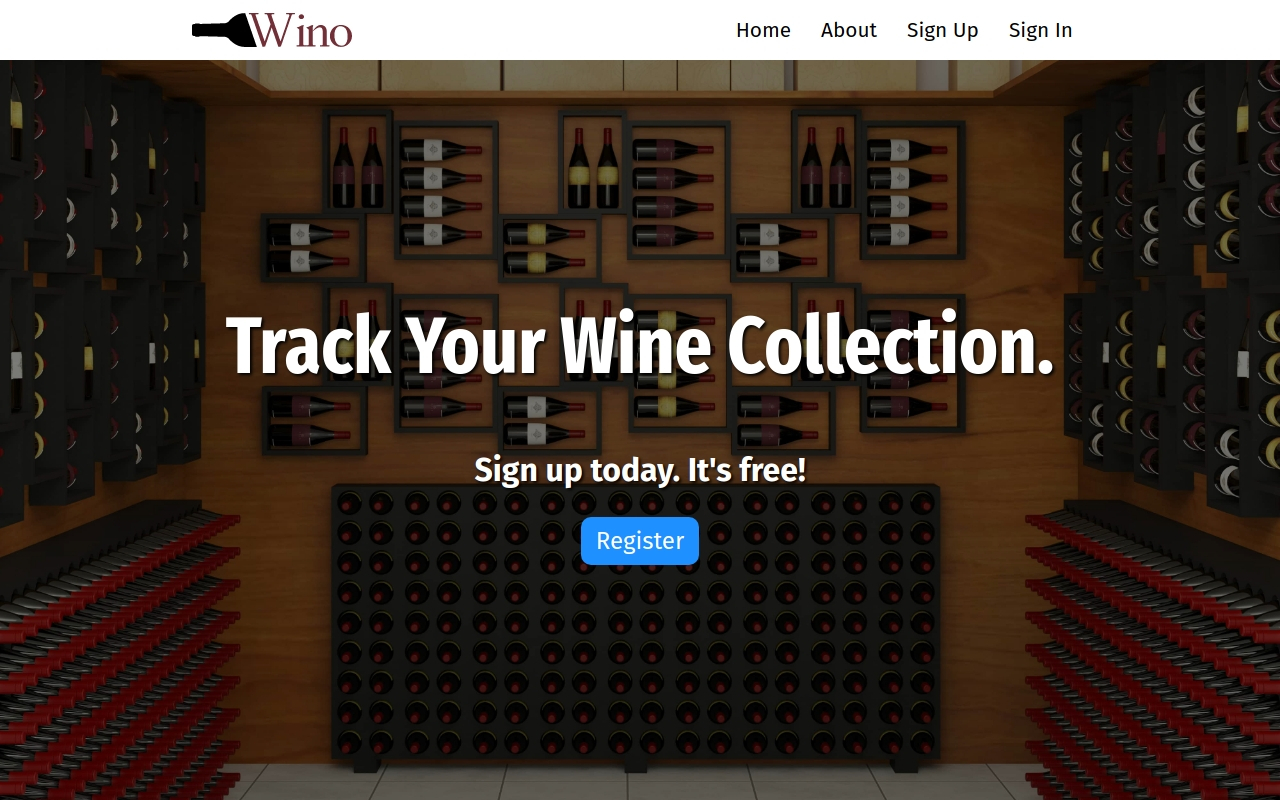 Wino
Home About Sign Up Sign In
Track Your Wine Collection.
Sign up today. It's free!
Register